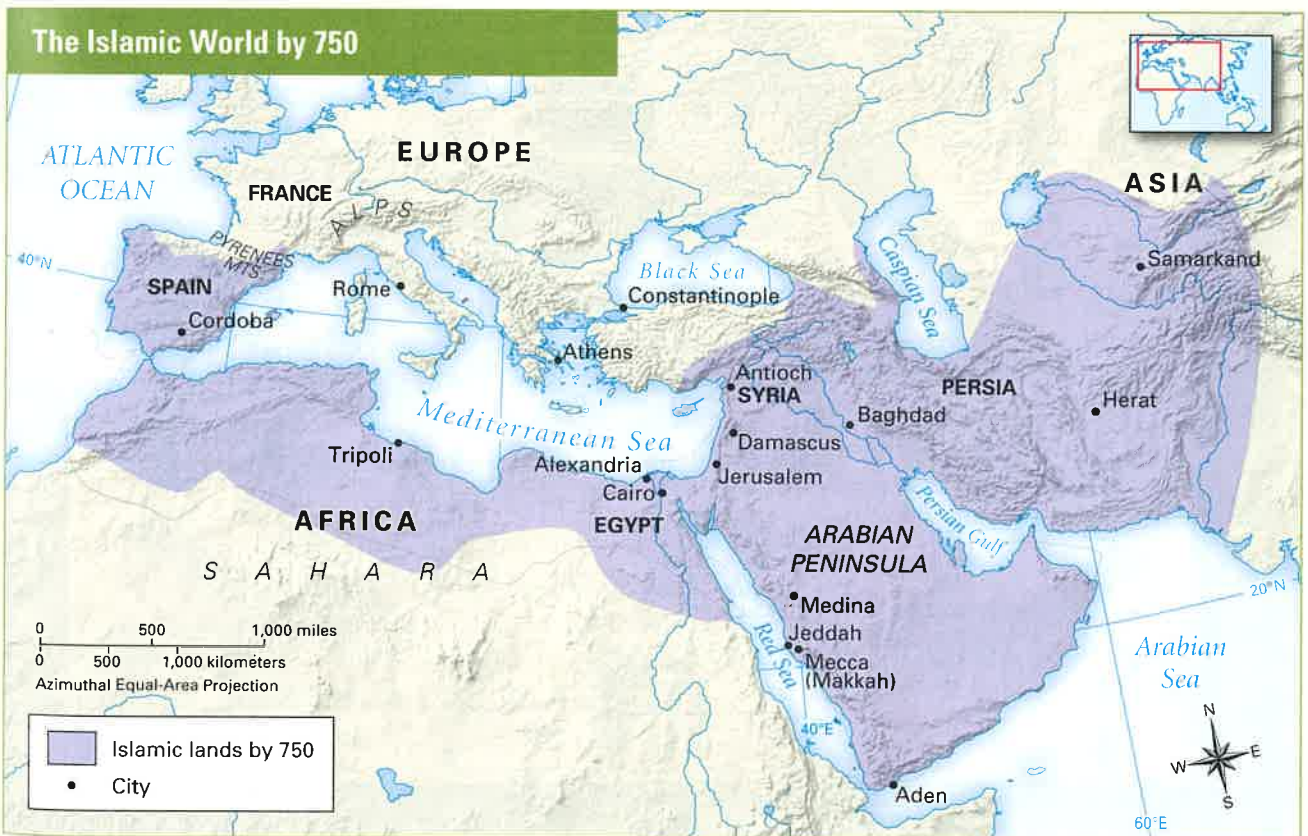 The Islamic World by 750
ATLANTIC
OCEAN
EUROPE
FRANCE
ALPS
ASIA
PYRENEES
MTS.
40°N
SPAIN
Cordoba
Rome
Black Sea
Constantinople
Caspian Sea
Samarkand
Athens
Antioch
SYRIA
PERSIA
Herat
Baghdad
Mediterranean Sea
Damascus
Tripoli
Alexandria
Jerusalem
Cairo
EGYPT
AFRICA
Persian Gulf
ARABIAN
PENINSULA
SAHARA
20°N
Medina
Jeddah
Mecca
(Makkah)
Red Sea
Arabian
Sea
0 500 1,000 miles
0 500 1,000 kilometers
Azimuthal Equal-Area Projection
40°E
Islamic lands by 750
City
Aden
N
W E
S
60°E